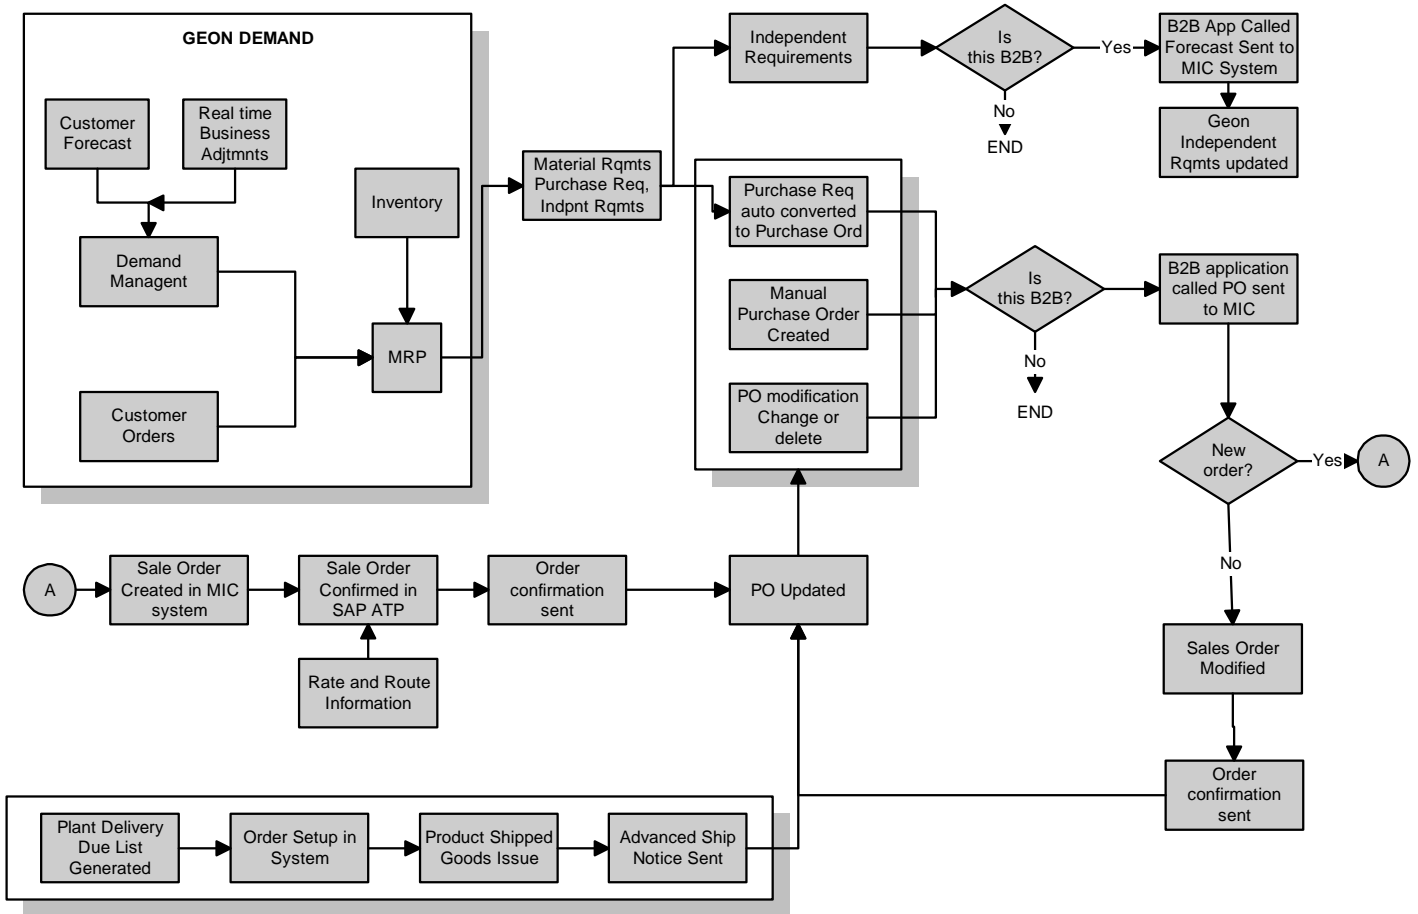 GEON DEMAND
Customer
Forecast
Real time
Business
Adjtmnts
Inventory
Demand
Managent
MRP
Customer
Orders
Material Rqmts
Purchase Req,
Indpnt Rqmts
Independent
Requirements
Is
this B2B?
Yes
No
END
B2B App Called
Forecast Sent to
MIC System
Geon
Independent
Rqmts updated
Purchase Req
auto converted
to Purchase Ord
Manual
Purchase Order
Created
PO modification
Change or
delete
Is
this B2B?
No
END
B2B application
called PO sent
to MIC
New
order?
Yes
A
No
Sales Order
Modified
Order
confirmation
sent
A
Sale Order
Created in MIC
system
Sale Order
Confirmed in
SAP ATP
Order
confirmation
sent
PO Updated
Rate and Route
Information
Plant Delivery
Due List
Generated
Order Setup in
System
Product Shipped
Goods Issue
Advanced Ship
Notice Sent